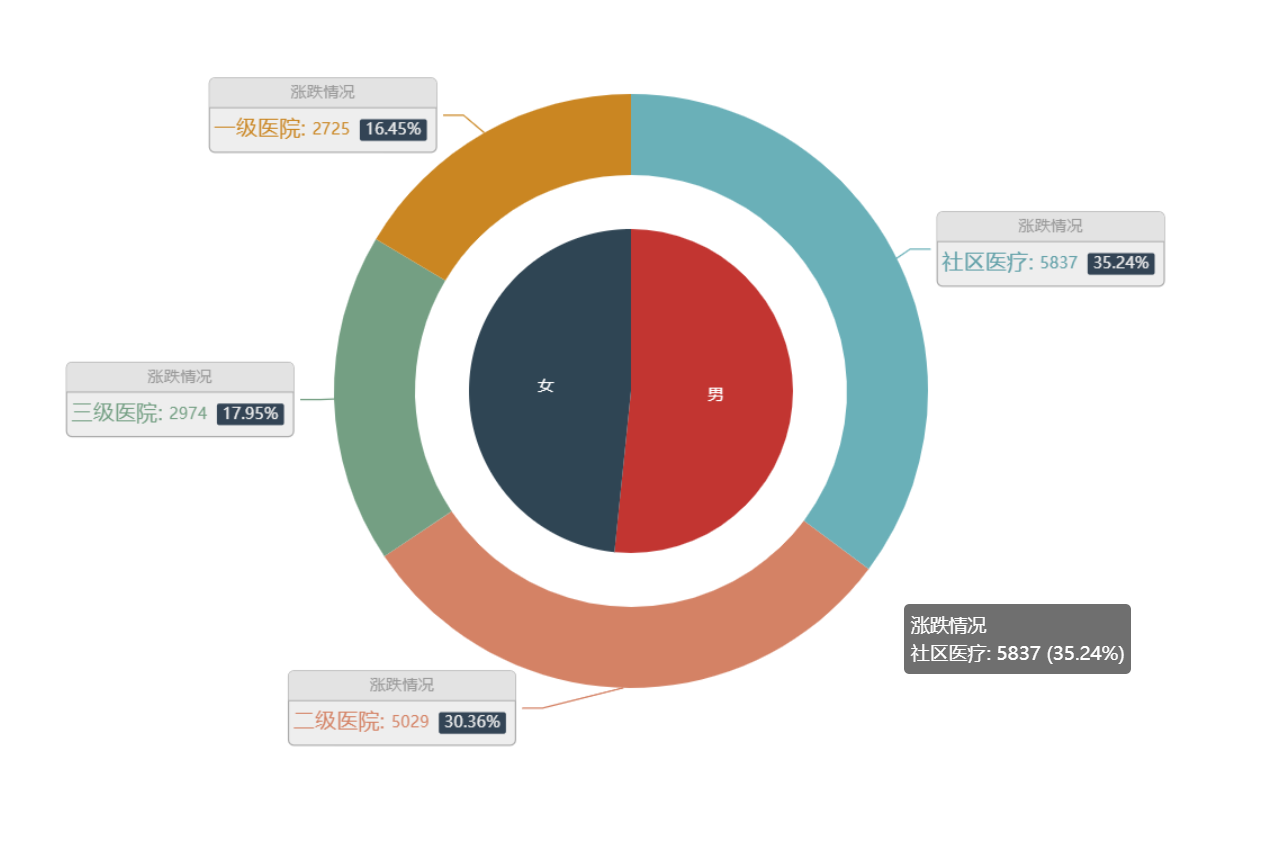 涨跌情况
一级医院: 2725 16.45%
涨跌情况
社区医疗: 5837 35.24%
涨跌情况
三级医院: 2974 17.95%
女
男
涨跌情况
社区医疗: 5837 (35.24%)
涨跌情况
二级医院: 5029 30.36%